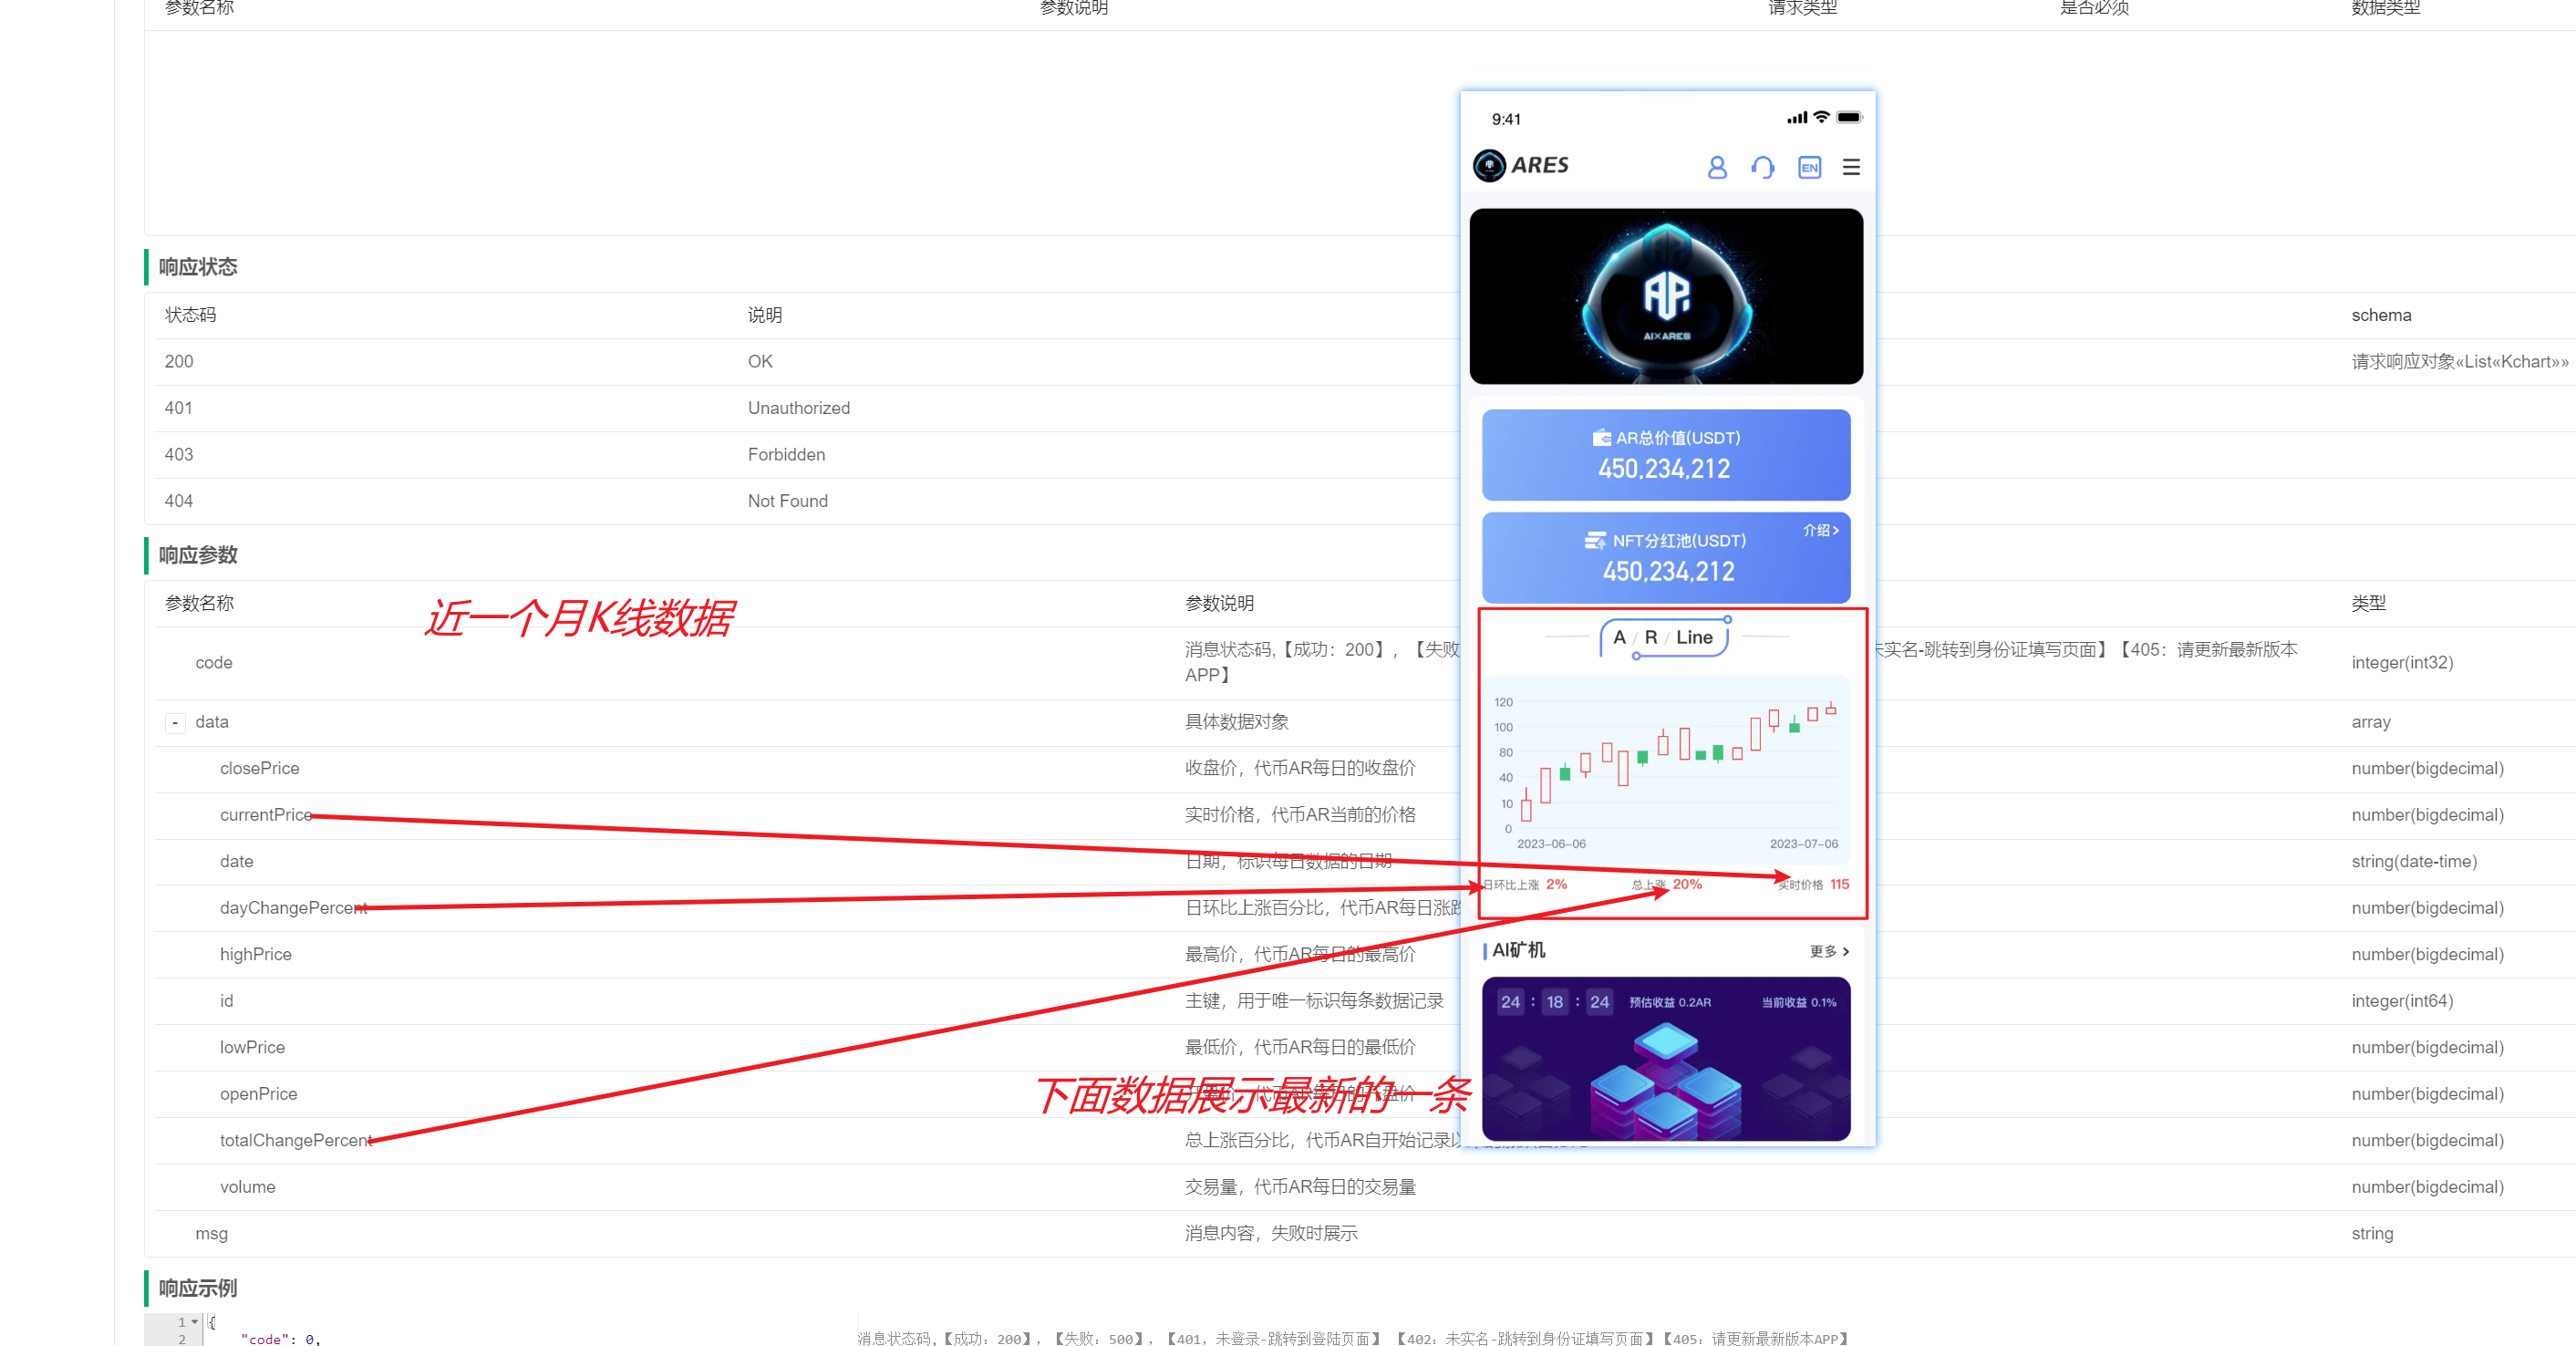 参数名称 参数说明 请求类型 是否必须 数据类型
响应状态
状态码 说明 schema
200 OK 请求响应对象«List«Kchart»»
401 Unauthorized
403 Forbidden
404 Not Found
响应参数
参数名称 参数说明 类型
近一个月K线数据
code 消息状态码,【成功：200】，【失败 未实名-跳转到身份证填写页面】【405：请更新最新版本 integer(int32)
APP】
- data 具体数据对象 array
closePrice 收盘价，代币AR每日的收盘价 number(bigdecimal)
currentPrice 实时价格，代币AR当前的价格 number(bigdecimal)
date 日期，标识每日数据的日期 string(date-time)
dayChangePercent 日环比上涨百分比，代币AR每日涨跌 number(bigdecimal)
highPrice 最高价，代币AR每日的最高价 number(bigdecimal)
id 主键，用于唯一标识每条数据记录 integer(int64)
lowPrice 最低价，代币AR每日的最低价 number(bigdecimal)
openPrice 开盘价，代币AR每日的开盘价 number(bigdecimal)
下面数据展示最新的一条
totalChangePercent 总上涨百分比，代币AR自开始记录以 number(bigdecimal)
volume 交易量，代币AR每日的交易量 number(bigdecimal)
msg 消息内容，失败时展示 string
响应示例
1 {
2 "code": 0, 消息状态码,【成功：200】，【失败：500】，【401，未登录-跳转到登陆页面】 【402：未实名-跳转到身份证填写页面】【405：请更新最新版本APP】
9:41
ARES
EN
AI×ARES
AR总价值(USDT)
450,234,212
介绍>
NFT分红池(USDT)
450,234,212
A / R / Line
120
100
80
40
10
0
2023-06-06 2023-07-06
日环比上涨 2% 总上涨 20% 实时价格 115
AI矿机 更多 >
24 : 18 : 24 预估收益 0.2AR 当前收益 0.1%